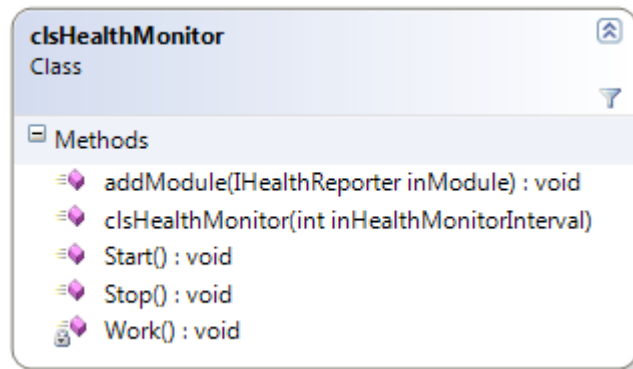 clsHealthMonitor
Class
Methods
addModule(IHealthReporter inModule) : void
clsHealthMonitor(int inHealthMonitorInterval)
Start() : void
Stop() : void
Work() : void